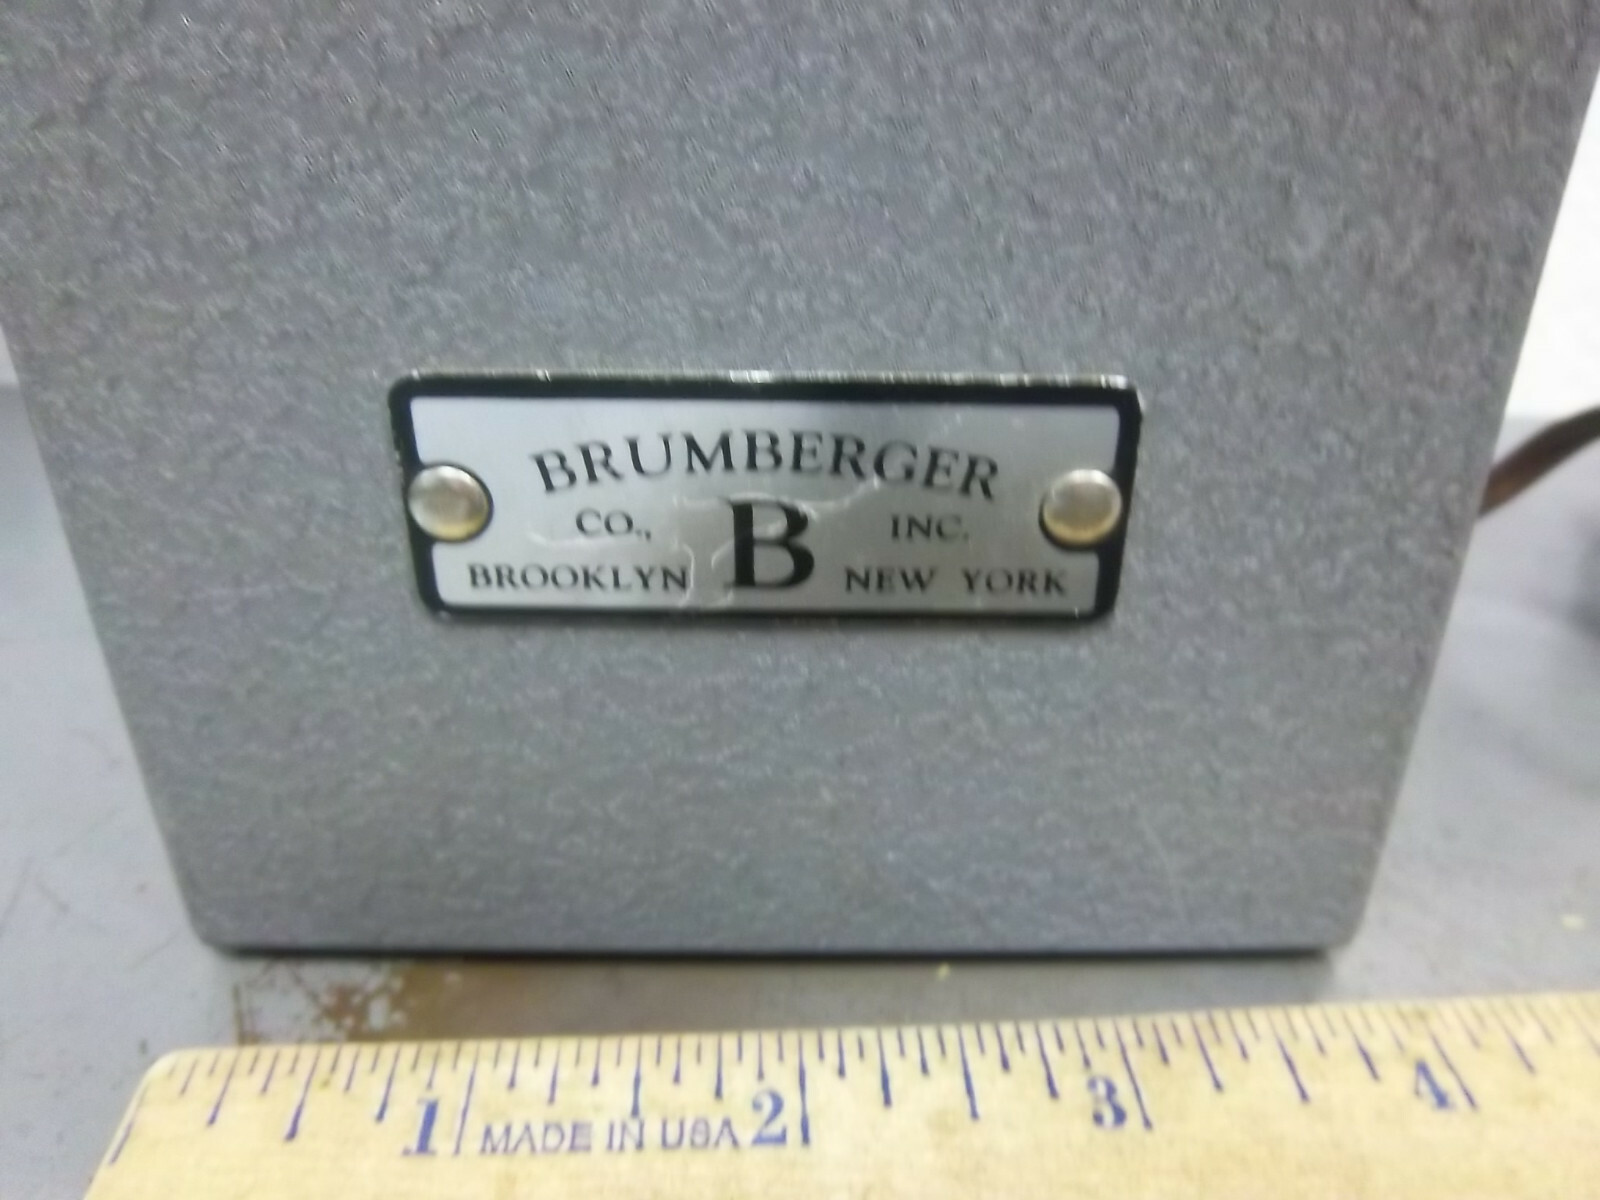 BRUMBERGER
CO., B INC.
BROOKLYN NEW YORK
1 MADE IN USA 2 3 4